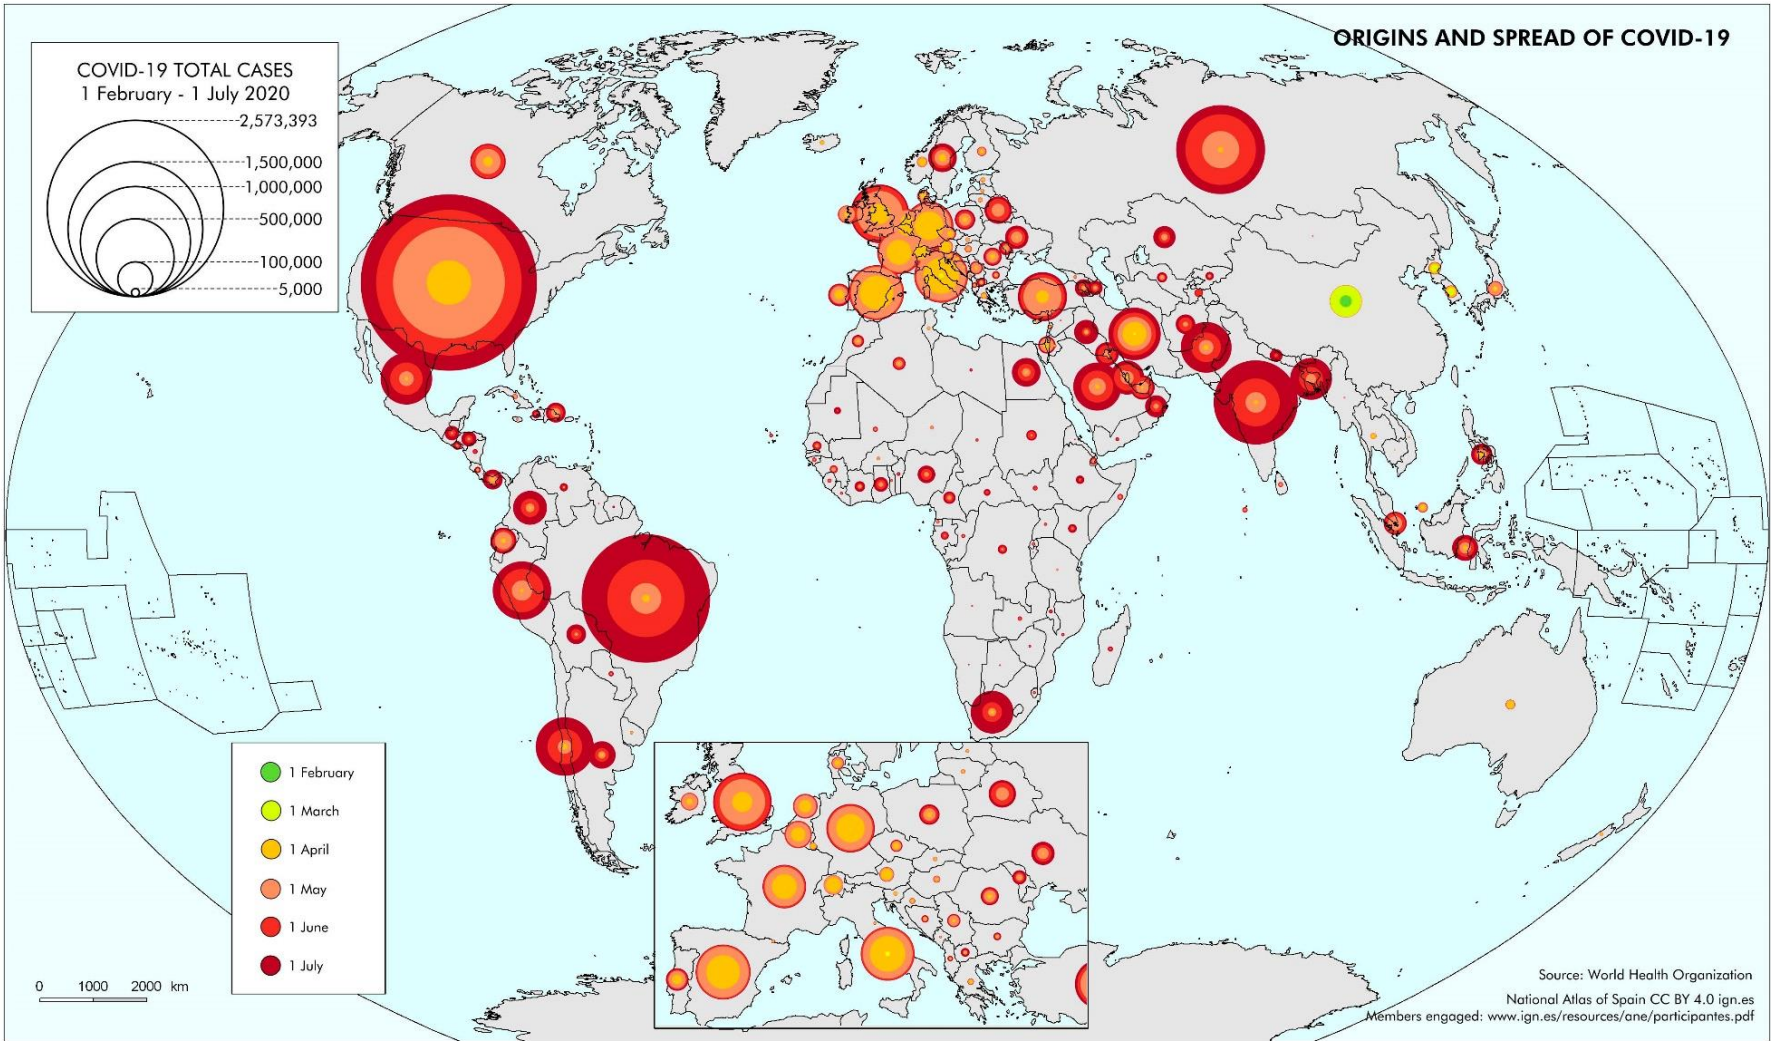 ORIGINS AND SPREAD OF COVID-19
COVID-19 TOTAL CASES
1 February - 1 July 2020
2,573,393
1,500,000
1,000,000
500,000
100,000
5,000
1 February
1 March
1 April
1 May
1 June
1 July
0 1000 2000 km
Source: World Health Organization
National Atlas of Spain CC BY 4.0 ign.es
Members engaged: www.ign.es/resources/ane/participantes.pdf